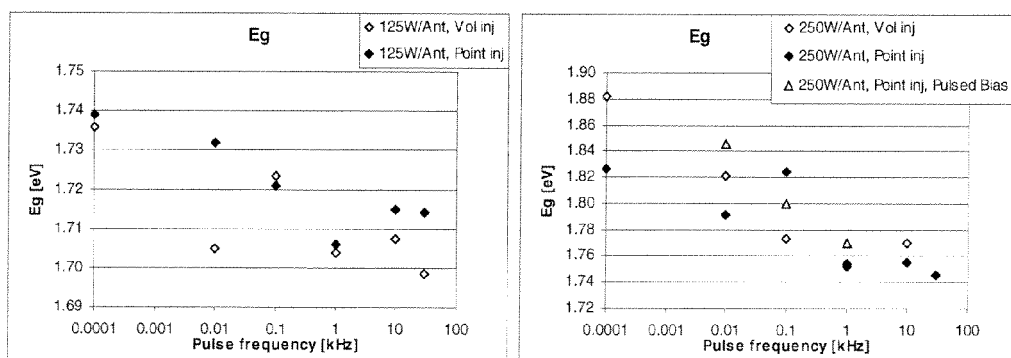 Eg
125W/Ant, Vol inj
125W/Ant, Point inj
1.75
1.74
1.73
1.72
1.71
1.70
1.69
Eg [eV]
0.0001 0.01 0.1 1 10 100
Pulse frequency [kHz]
Eg
250W/Ant, Vol inj
250W/Ant, Point inj
250W/Ant, Point inj, Pulsed Bias
1.90
1.88
1.86
1.84
1.82
1.80
1.78
1.76
1.74
1.72
Eg [eV]
0.0001 0.01 0.1 1 10 100
Pulse frequency [kHz]